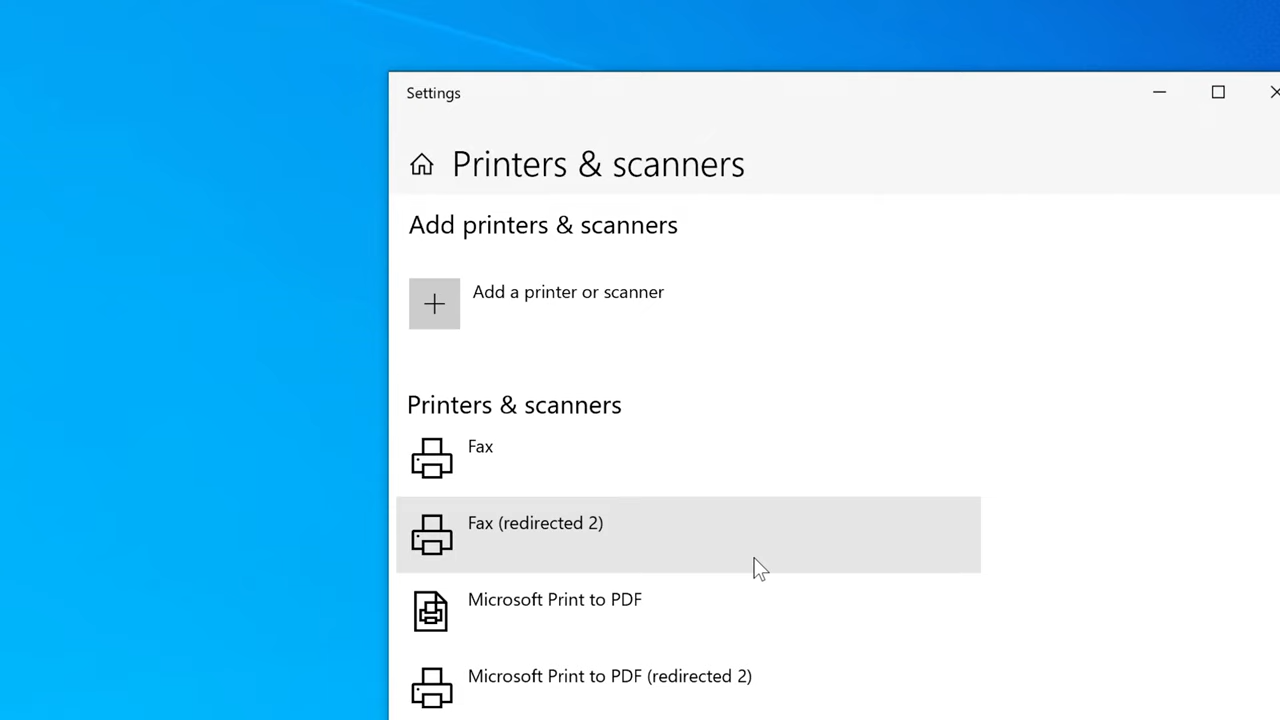 Settings
Printers & scanners
Add printers & scanners
Add a printer or scanner
Printers & scanners
Fax
Fax (redirected 2)
Microsoft Print to PDF
Microsoft Print to PDF (redirected 2)